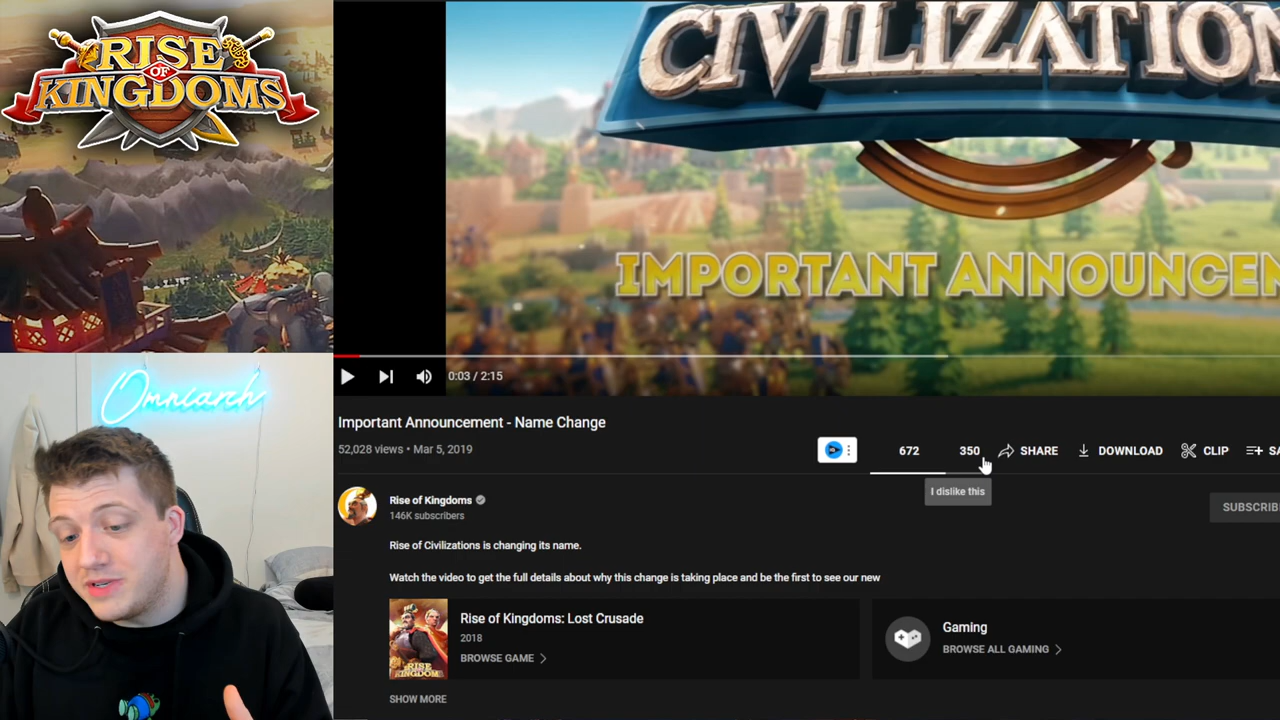 RISE
OF
KINGDOMS
Omniarch
CIVILIZATION
IMPORTANT ANNOUNCEM
0:03 / 2:15
Important Announcement - Name Change
52,028 views • Mar 5, 2019
672
350
SHARE
DOWNLOAD
CLIP
SA
I dislike this
Rise of Kingdoms
146K subscribers
SUBSCRIB
Rise of Civilizations is changing its name.
Watch the video to get the full details about why this change is taking place and be the first to see our new
RISE
KINGDOM
Rise of Kingdoms: Lost Crusade
2018
BROWSE GAME
Gaming
BROWSE ALL GAMING
SHOW MORE